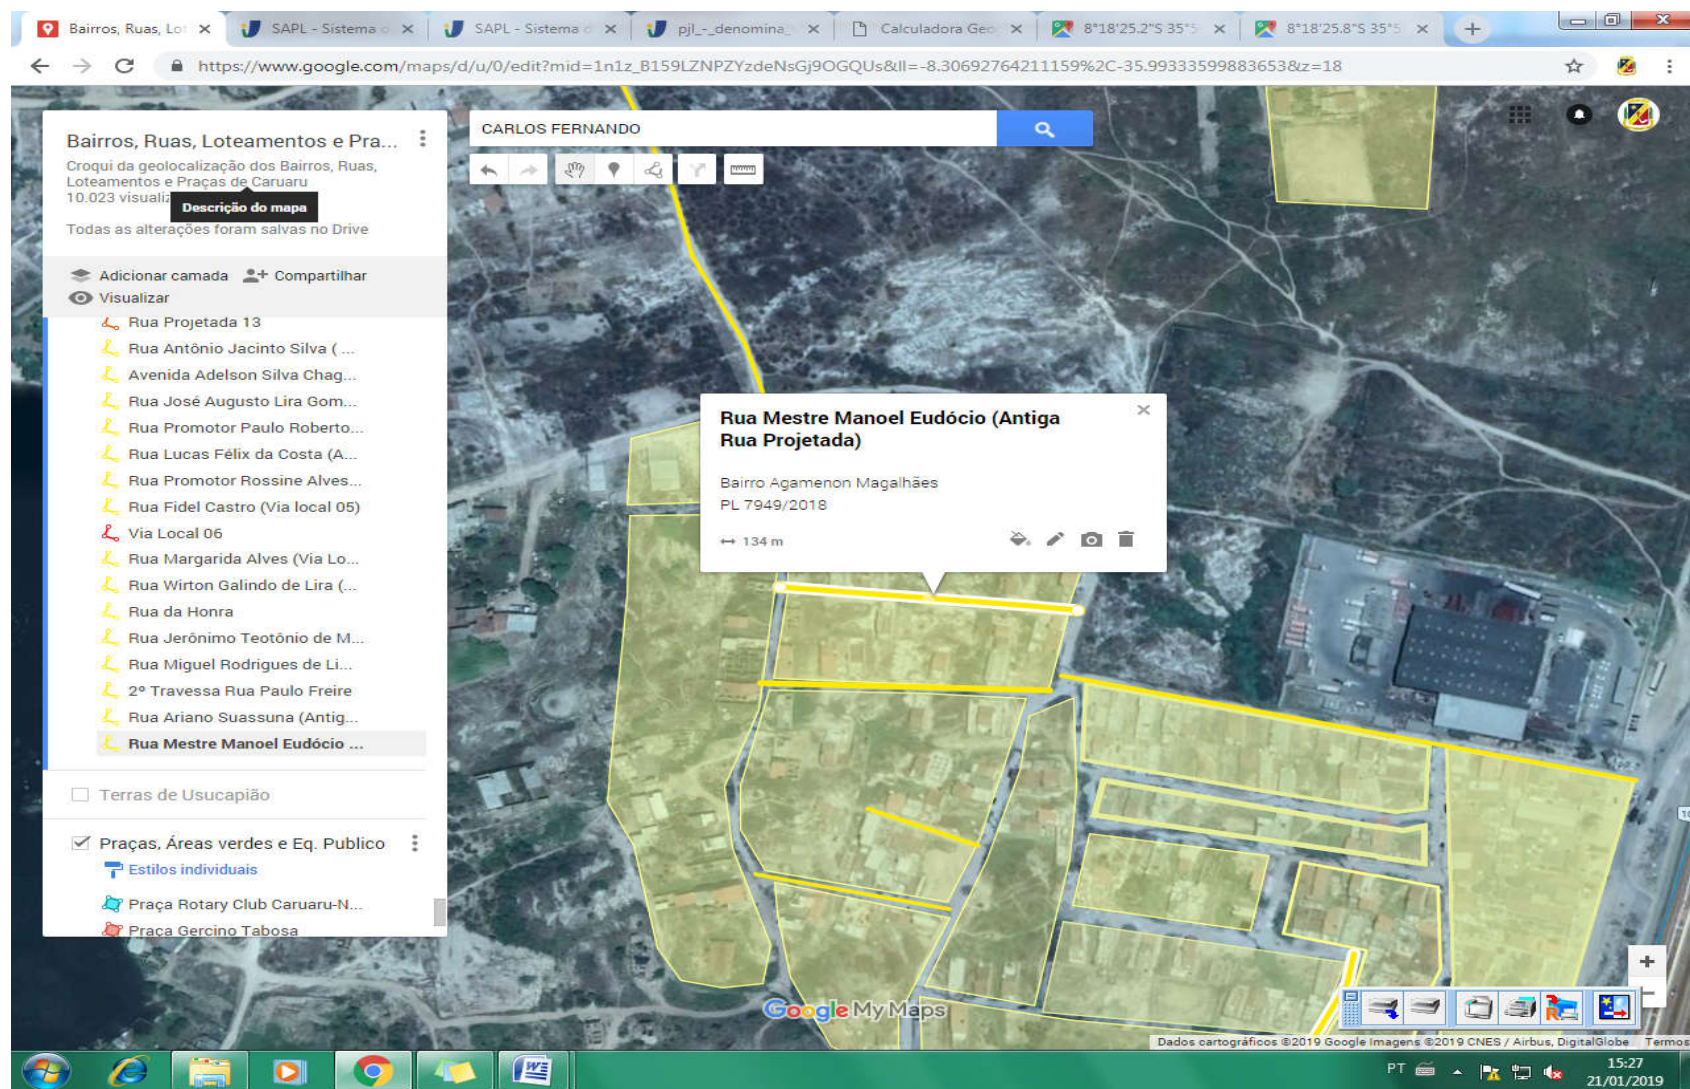 Bairros, Ruas, Lot
SAPL - Sistema
SAPL - Sistema
pjl_-_denomina
Calculadora Geo
8°18'25.2"S 35°5
8°18'25.8"S 35°5
https://www.google.com/maps/d/u/0/edit?mid=1n1z_B159LZNPZYzdeNsGj9OGQUs&ll=-8.30692764211159%2C-35.99333599883653&z=18
Bairros, Ruas, Loteamentos e Pra...
Croqui da geolocalização dos Bairros, Ruas,
Loteamentos e Praças de Caruaru
10.023 visualiz
Descrição do mapa
Todas as alterações foram salvas no Drive
Adicionar camada Compartilhar
Visualizar
Rua Projetada 13
Rua Antônio Jacinto Silva ( ...
Avenida Adelson Silva Chag...
Rua José Augusto Lira Gom...
Rua Promotor Paulo Roberto...
Rua Lucas Félix da Costa (A...
Rua Promotor Rossine Alves...
Rua Fidel Castro (Via local 05)
Via Local 06
Rua Margarida Alves (Via Lo...
Rua Wirton Galindo de Lira (...
Rua da Honra
Rua Jerônimo Teotônio de M...
Rua Miguel Rodrigues de Li...
2º Travessa Rua Paulo Freire
Rua Ariano Suassuna (Antig...
Rua Mestre Manoel Eudócio ...
Terras de Usucapião
Praças, Áreas verdes e Eq. Publico
Estilos individuais
Praça Rotary Club Caruaru-N...
Praça Gercino Tabosa
CARLOS FERNANDO
Rua Mestre Manoel Eudócio (Antiga
Rua Projetada)
Bairro Agamenon Magalhães
PL 7949/2018
134 m
Google My Maps
Dados cartográficos ©2019 Google Imagens ©2019 CNES / Airbus, DigitalGlobe Termos
PT
15:27
21/01/2019